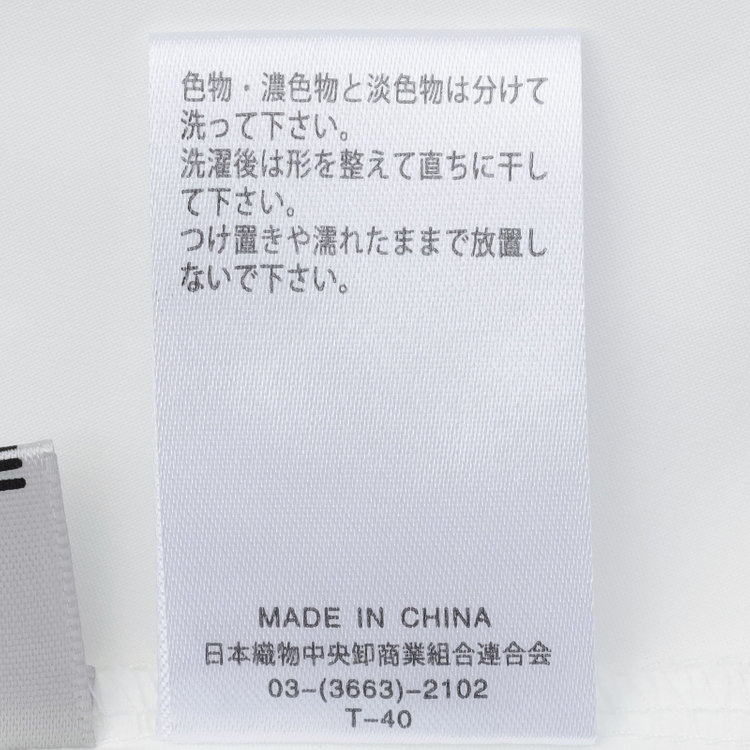 色物・濃色物と淡色物は分けて
洗って下さい。
洗濯後は形を整えて直ちに干し
て下さい。
つけ置きや濡れたままで放置し
ないで下さい。
MADE IN CHINA
日本織物中央卸商業組合連合会
03-(3663)-2102
T-40